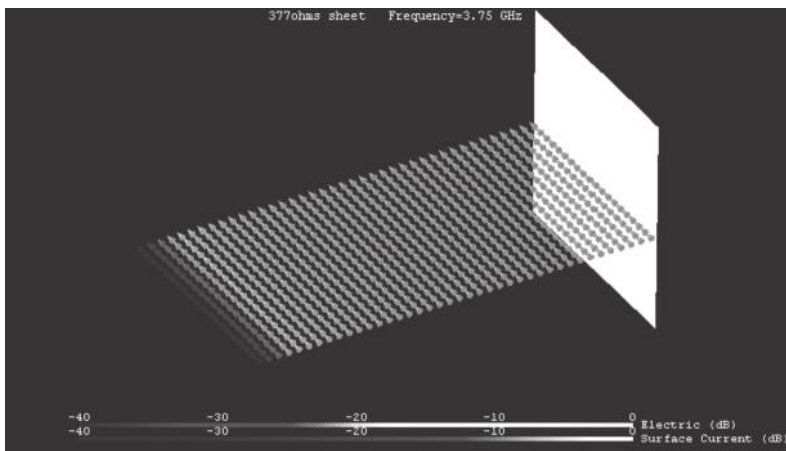 377ohms sheet Frequency=3.75 GHz
-40 -30 -20 -10 0 Electric (dB)
-40 -30 -20 -10 0 Surface Current (dB)